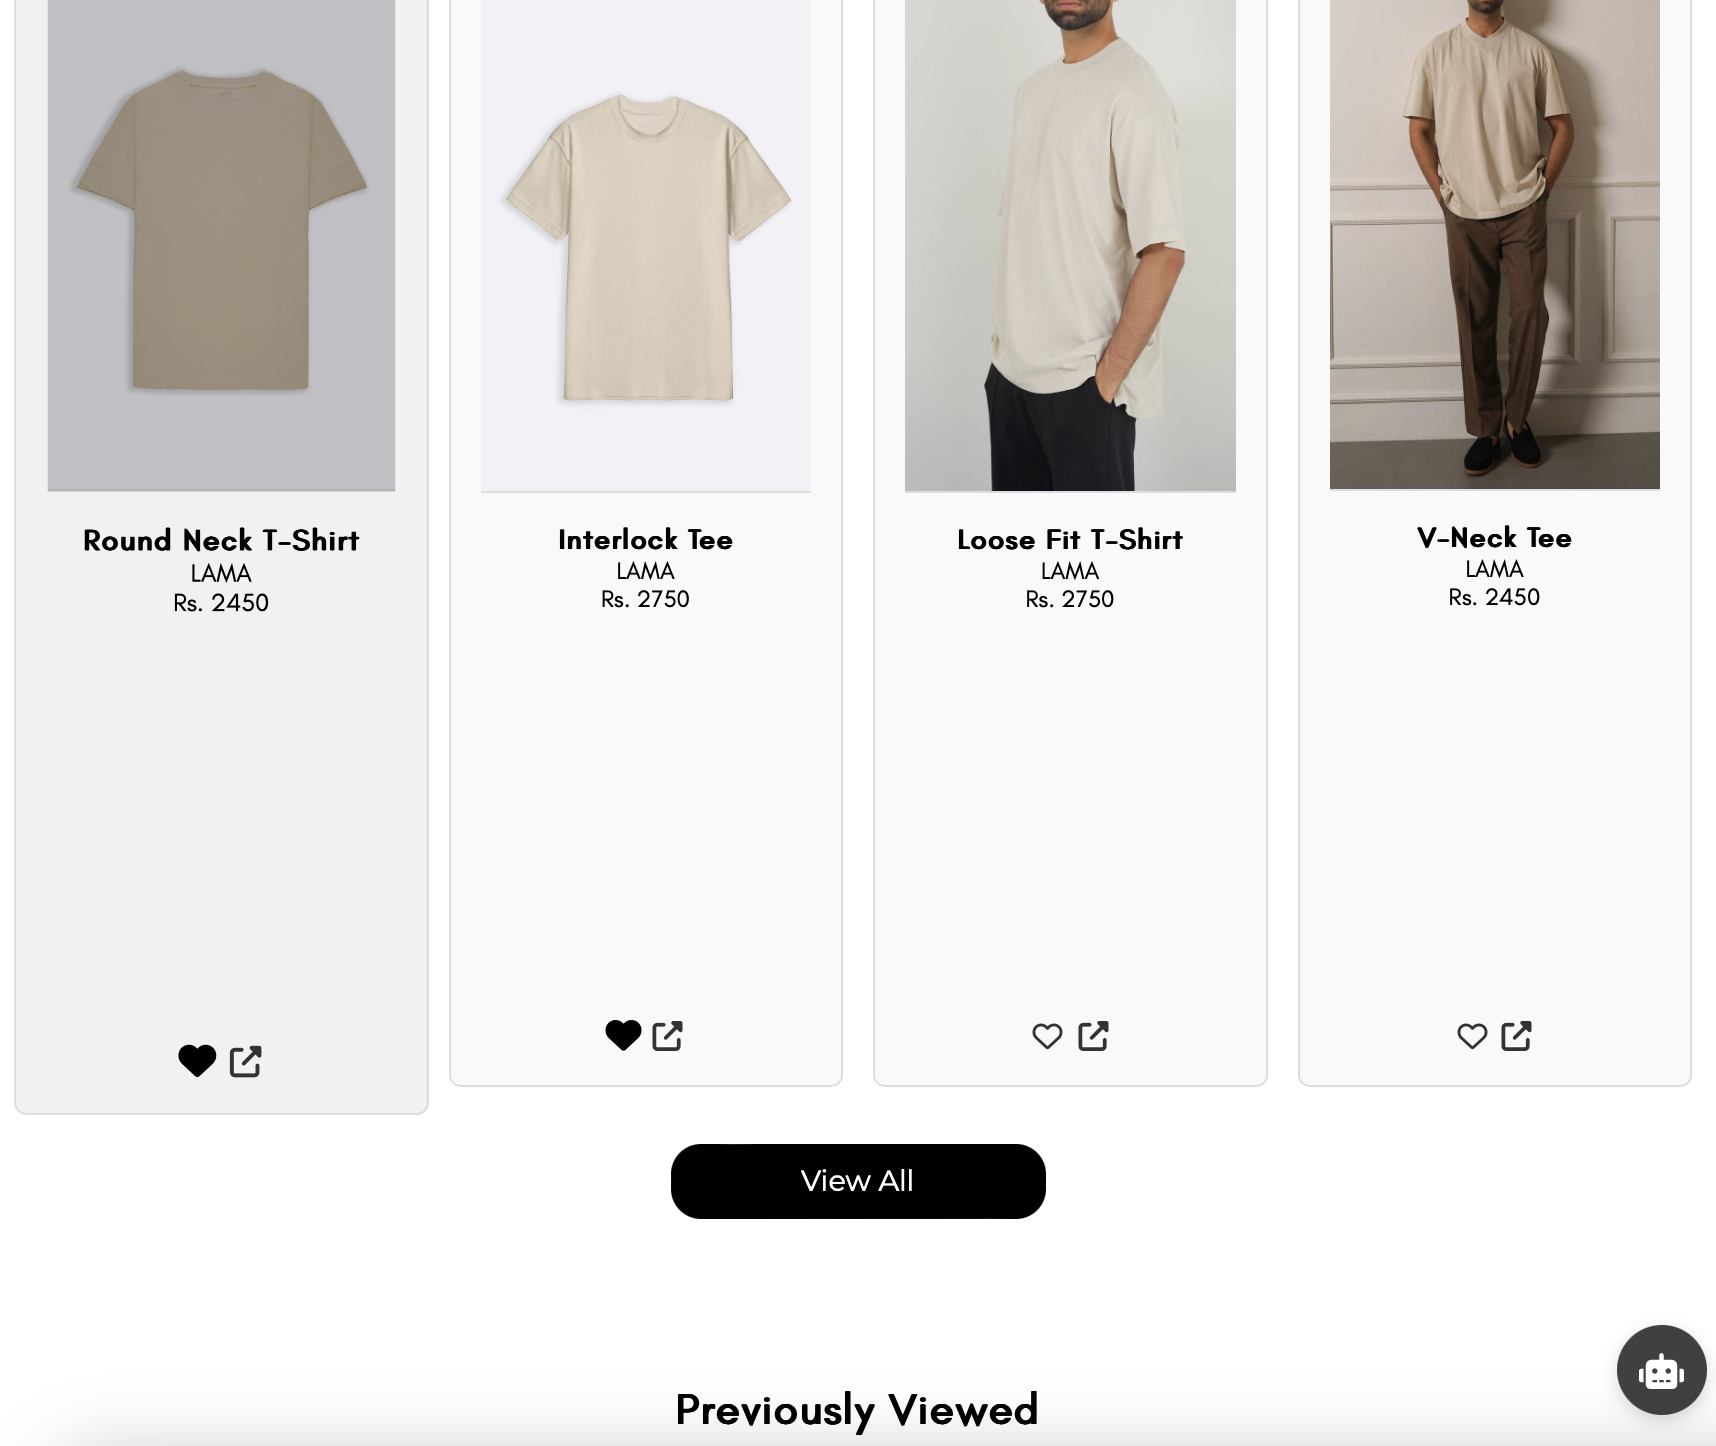 Round Neck T-Shirt
LAMA
Rs. 2450
Interlock Tee
LAMA
Rs. 2750
Loose Fit T-Shirt
LAMA
Rs. 2750
V-Neck Tee
LAMA
Rs. 2450
View All
Previously Viewed